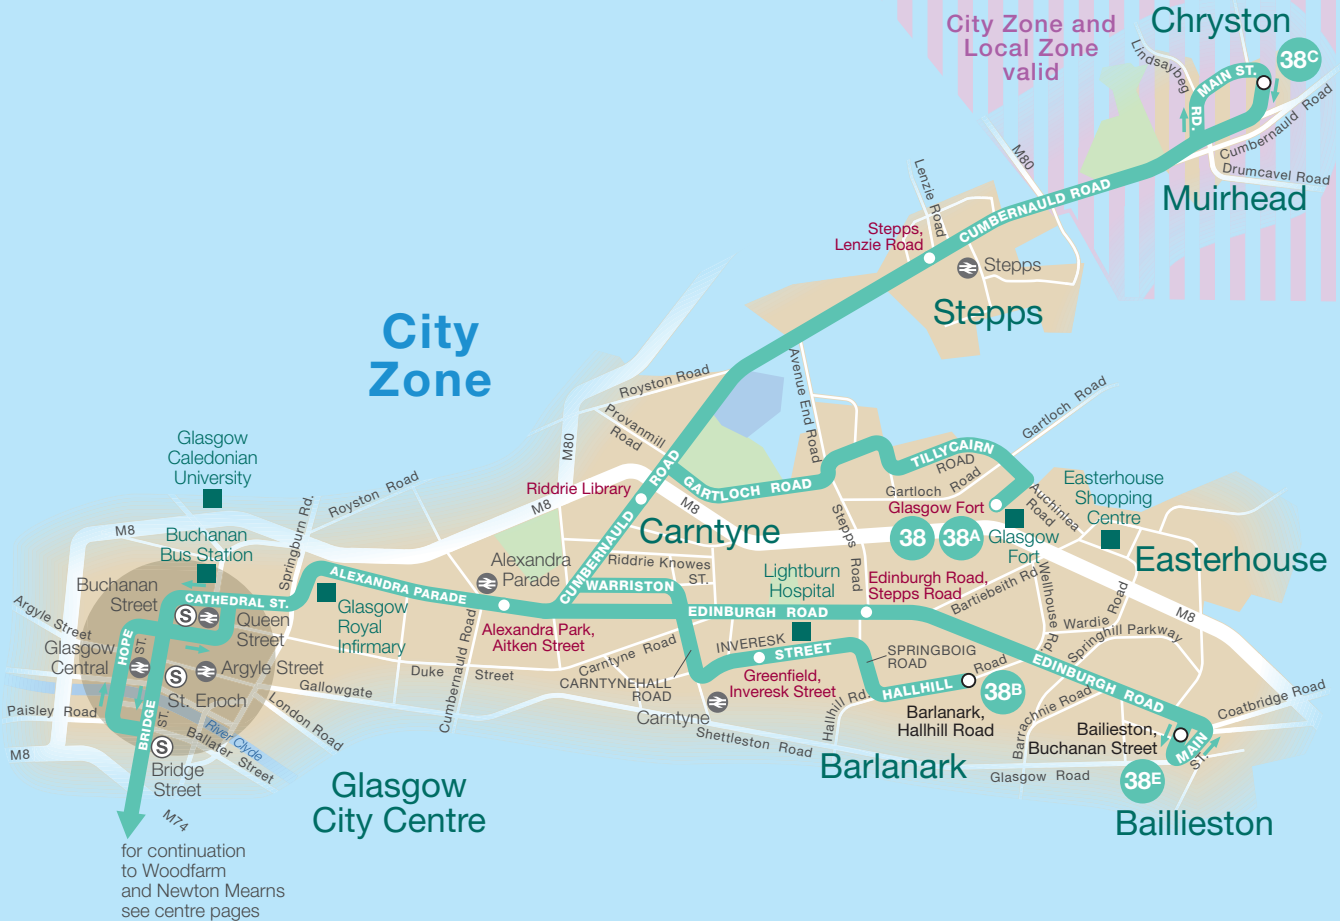 City Zone and
Local Zone
valid
Chryston
38C
Lindsaybeg
MAIN ST.
RD.
Cumbernauld Road
Drumcavel Road
Muirhead
M80
Lenzie Road
CUMBERNAULD ROAD
Stepps,
Lenzie Road
Stepps
Stepps
City
Zone
Royston Road
Provanmill
Road
Avenue End Road
M80
Gartloch Road
TILLYCAIRN
ROAD
GARTLOCH ROAD
Gartloch Road
Glasgow Fort
38
38A
Glasgow
Fort
Auchinlea
Road
Easterhouse
Shopping
Centre
Easterhouse
Glasgow
Caledonian
University
Royston Road
Springburn Rd.
M8
M8
M8
Riddrie Library
CUMBERNAULD ROAD
Carntyne
Stepps Road
Buchanan
Bus Station
Buchanan
Street
CATHEDRAL ST.
S
Queen
Street
ALEXANDRA PARADE
Alexandra
Parade
Riddrie Knowes
ST.
WARRISTON
EDINBURGH ROAD
Lightburn
Hospital
Edinburgh Road,
Stepps Road
Bartiebeith Rd.
Wellhouse Rd.
Wardie Road
Springhill Parkway
M8
Argyle Street
Glasgow
Central
HOPE
ST.
Glasgow
Royal
Infirmary
Alexandra Park,
Aitken Street
Cumbernauld Road
Duke Street
Carntyne Road
CARNTYNEHALL
ROAD
INVERESK
STREET
Greenfield,
Inveresk Street
SPRINGBOIG
ROAD
HALLHILL
Road
38B
Barlanark,
Hallhill Road
Hallhill Rd.
EDINBURGH ROAD
Barrachnie Road
Coatbridge Road
Argyle Street
S
St. Enoch
Gallowgate
London Road
River Clyde
Ballater
Street
Paisley Road
M8
BRIDGE
ST.
S
Bridge
Street
M74
Carntyne
Shettleston Road
Barlanark
Glasgow Road
Bailieston,
Buchanan Street
MAIN
ST.
38E
Baillieston
Glasgow
City Centre
for continuation
to Woodfarm
and Newton Mearns
see centre pages